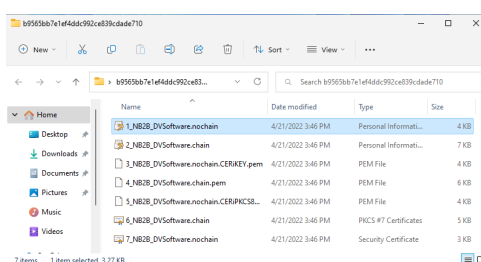 b9565bb7e1ef4ddc992ce839cdade710
New
Sort
View
b9565bb7e1ef4ddc992ce83...
Search b9565bb7e1ef4ddc992ce839cdade710
Name Date modified Type Size
Home
Desktop
Downloads
Documents
Pictures
Music
Videos
1_NB2B_DVSoftware.nochain 4/21/2022 3:46 PM Personal Informati... 4 KB
2_NB2B_DVSoftware.chain 4/21/2022 3:46 PM Personal Informati... 7 KB
3_NB2B_DVSoftware.nochain.CERiKEY.pem 4/21/2022 3:46 PM PEM File 4 KB
4_NB2B_DVSoftware.chain.pem 4/21/2022 3:46 PM PEM File 6 KB
5_NB2B_DVSoftware.nochain.CERiPKCS8... 4/21/2022 3:46 PM PEM File 4 KB
6_NB2B_DVSoftware.chain 4/21/2022 3:46 PM PKCS #7 Certificates 5 KB
7_NB2B_DVSoftware.nochain 4/21/2022 3:46 PM Security Certificate 3 KB
7 items 1 item selected 3.27 KB